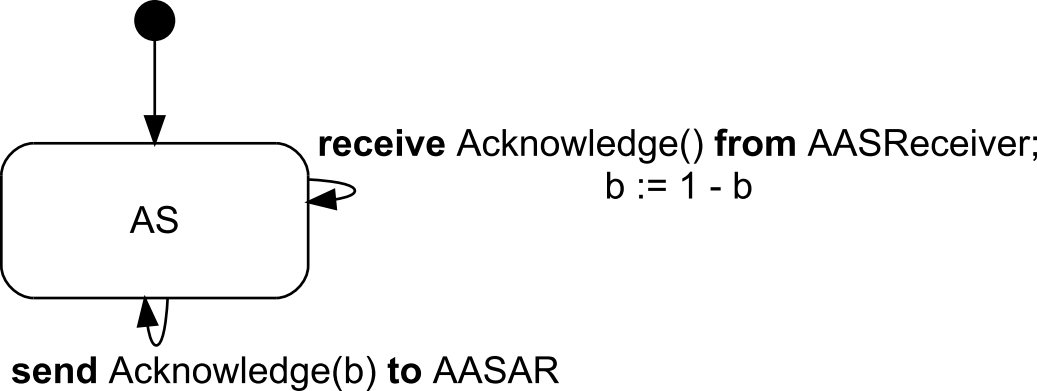 receive Acknowledge() from AASReceiver;
b := 1 - b
AS
send Acknowledge(b) to AASAR